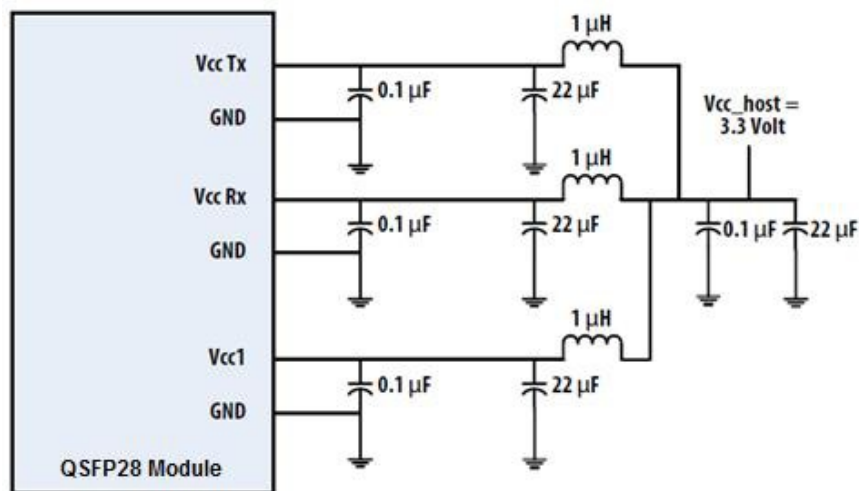 1 μH
Vcc Tx
0.1 μF
22 μF
GND
Vcc_host =
3.3 Volt
1 μH
Vcc Rx
0.1 μF
22 μF
0.1 μF
22 μF
GND
1 μH
Vcc1
0.1 μF
22 μF
GND
QSFP28 Module